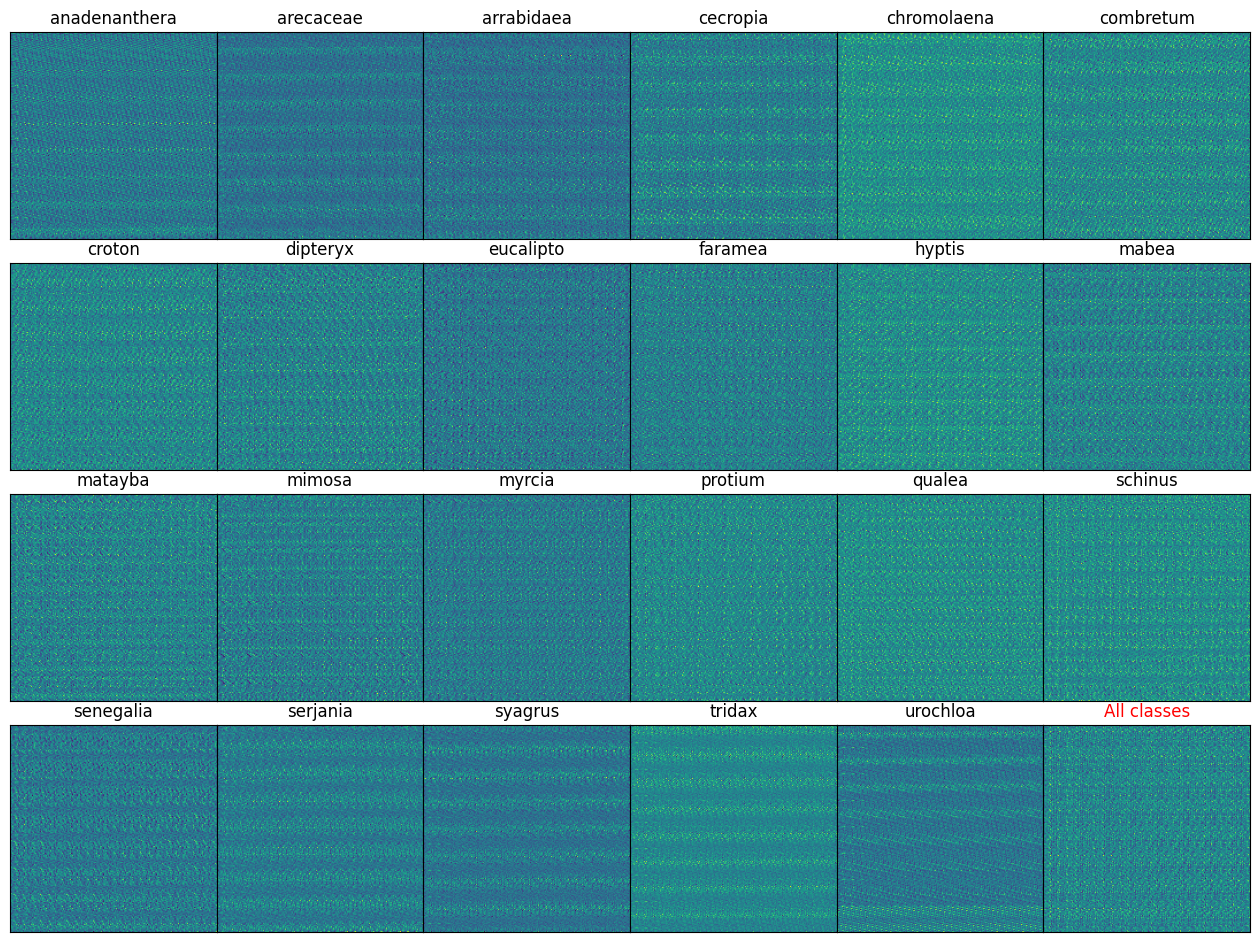 anadenanthera arecaceae arrabidaea cecropia chromolaena combretum
croton dipteryx eucalipto faramea hyptis mabea
matayba mimosa myrcia protium qualea schinus
senegalia serjania syagrus tridax urochloa All classes